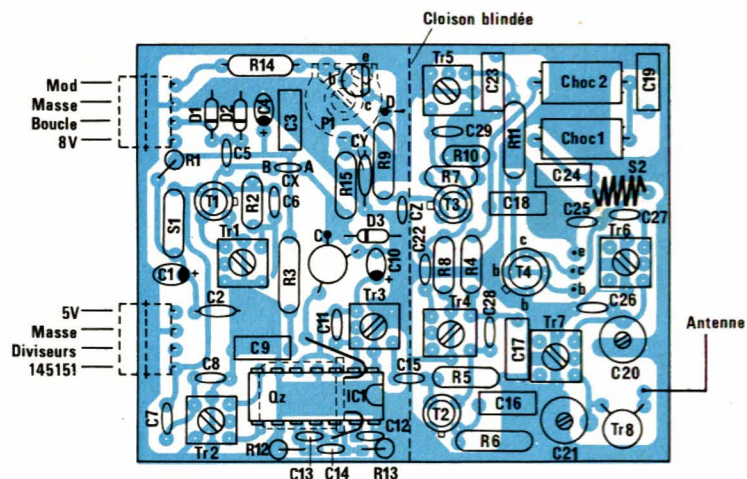 Cloison blindée
Tr5
C23
Choc 2
C19
R14
b
e
c
P1
D
Mod
Masse
Boucle
8V
D1
D2
C4
C3
C5
CY
R9
R15
C29
R10
R11
Choc 1
R7
C24
S2
R1
B
A
CX
T1
R2
C6
S1
Tr1
CZ
T3
C18
C25
C27
C
D3
C22
R8
R4
c
b
T4
b
e
c
b
Tr6
C1
+
R3
C10
+
C2
Tr3
Tr4
C28
C26
5V
Masse
Diviseurs
145151
C11
C9
C17
Tr7
C20
Antenne
C8
C15
R5
Qz
IC1
C7
Tr2
T2
C16
R6
C21
Tr8
R12
C13
C14
C12
R13